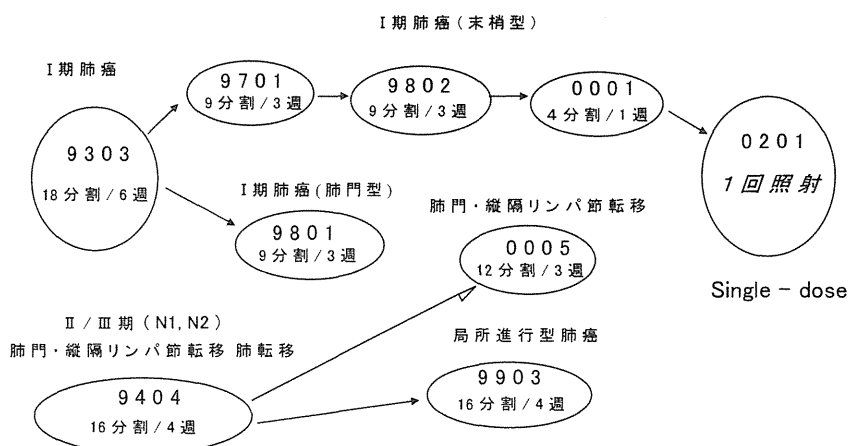 I期肺癌(末梢型)
I期肺癌
9701
9分割/3週
9802
9分割/3週
0001
4分割/1週
9303
18分割/6週
0201
1回照射
I期肺癌(肺門型)
9801
9分割/3週
肺門・縦隔リンパ節転移
0005
12分割/3週
Single - dose
II/III期(N1,N2)
肺門・縦隔リンパ節転移 肺転移
9404
16分割/4週
局所進行型肺癌
9903
16分割/4週